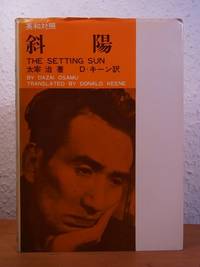 英和対照
斜陽
THE SETTING SUN
太宰 治 著 D・キーン訳
BY DAZAI OSAMU
TRANSLATED BY DONALD KEENE